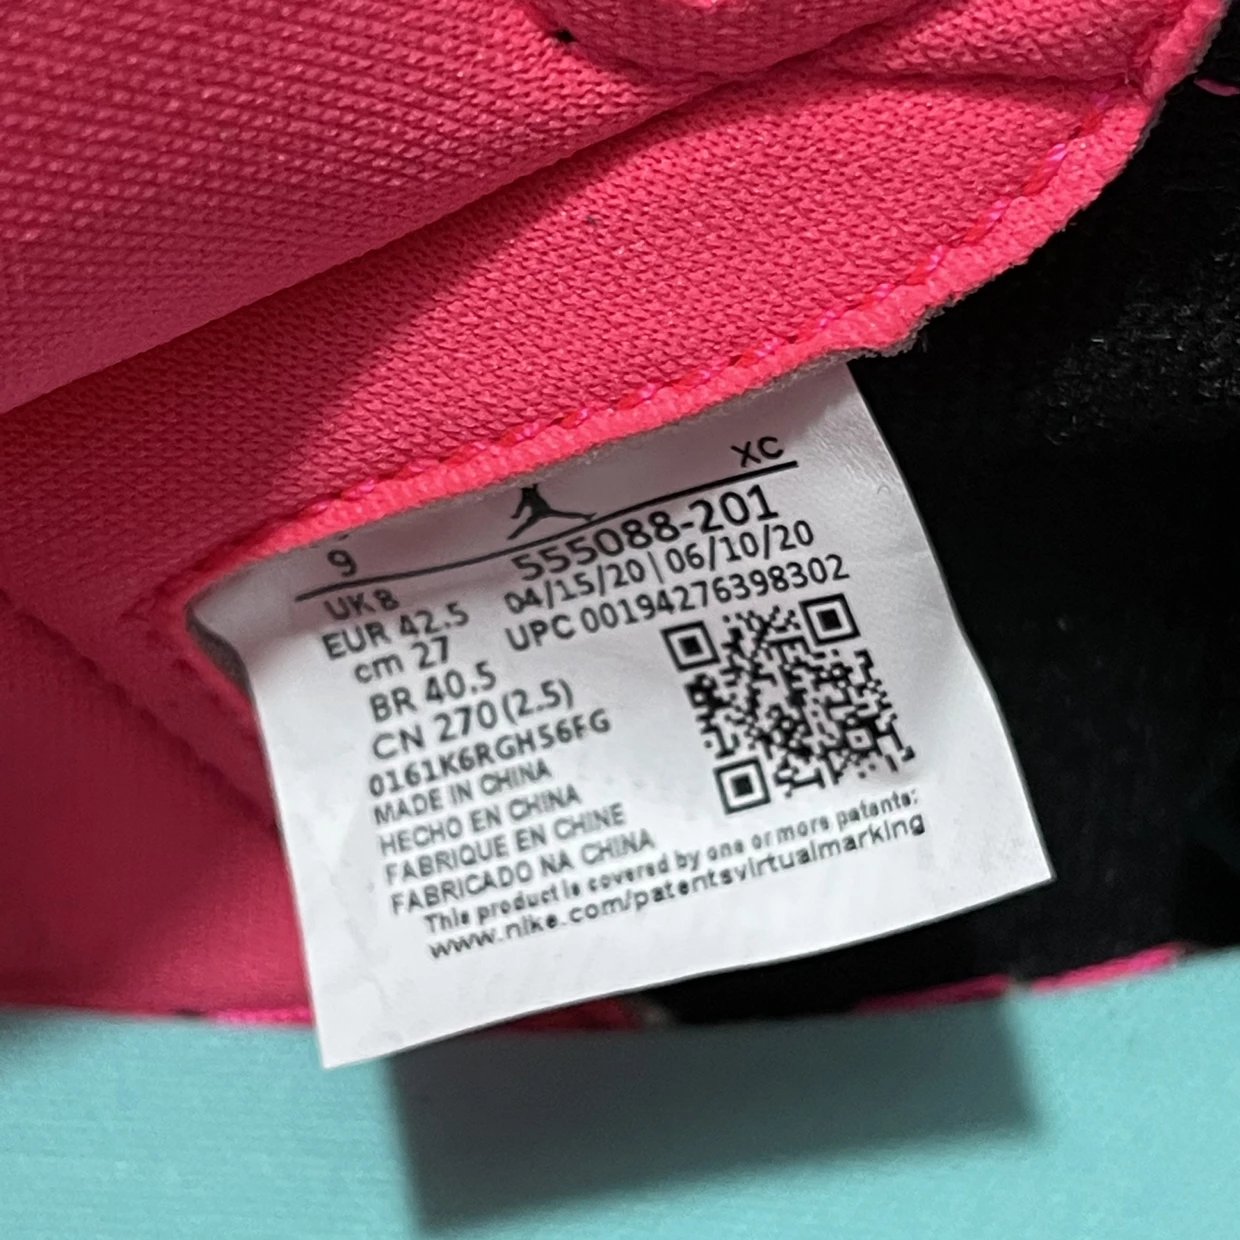 XC
9
555088-201
UK 8
04/15/20 | 06/10/20
EUR 42.5
UPC 00194276398302
cm 27
BR 40.5
CN 270 (2.5)
0161K6RGH56FG
MADE IN CHINA
HECHO EN CHINA
FABRIQUE EN CHINE
FABRICADO NA CHINA
This product is covered by one or more patents:
www.nike.com/patentsvirtualmarking